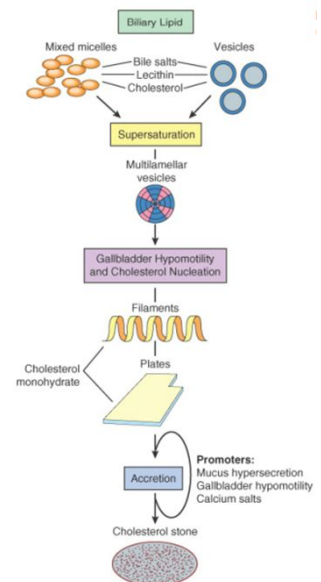 Biliary Lipid
Mixed micelles
Vesicles
Bile salts
Lecithin
Cholesterol
Supersaturation
Multilamellar
vesicles
Gallbladder Hypomotility
and Cholesterol Nucleation
Filaments
Plates
Cholesterol
monohydrate
Promoters:
Mucus hypersecretion
Gallbladder hypomotility
Calcium salts
Accretion
Cholesterol stone